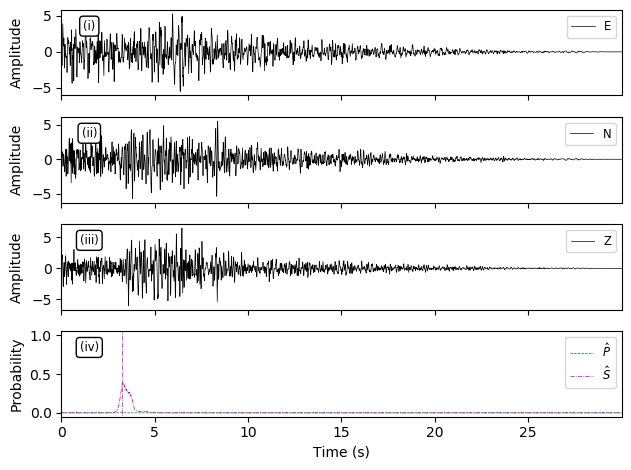 5
0
−5
Amplitude
(i)
E
5
0
−5
Amplitude
(ii)
N
5
0
−5
Amplitude
(iii)
Z
1.0
0.5
0.0
Probability
(iv)
P̂
Ŝ
0 5 10 15 20 25
Time (s)